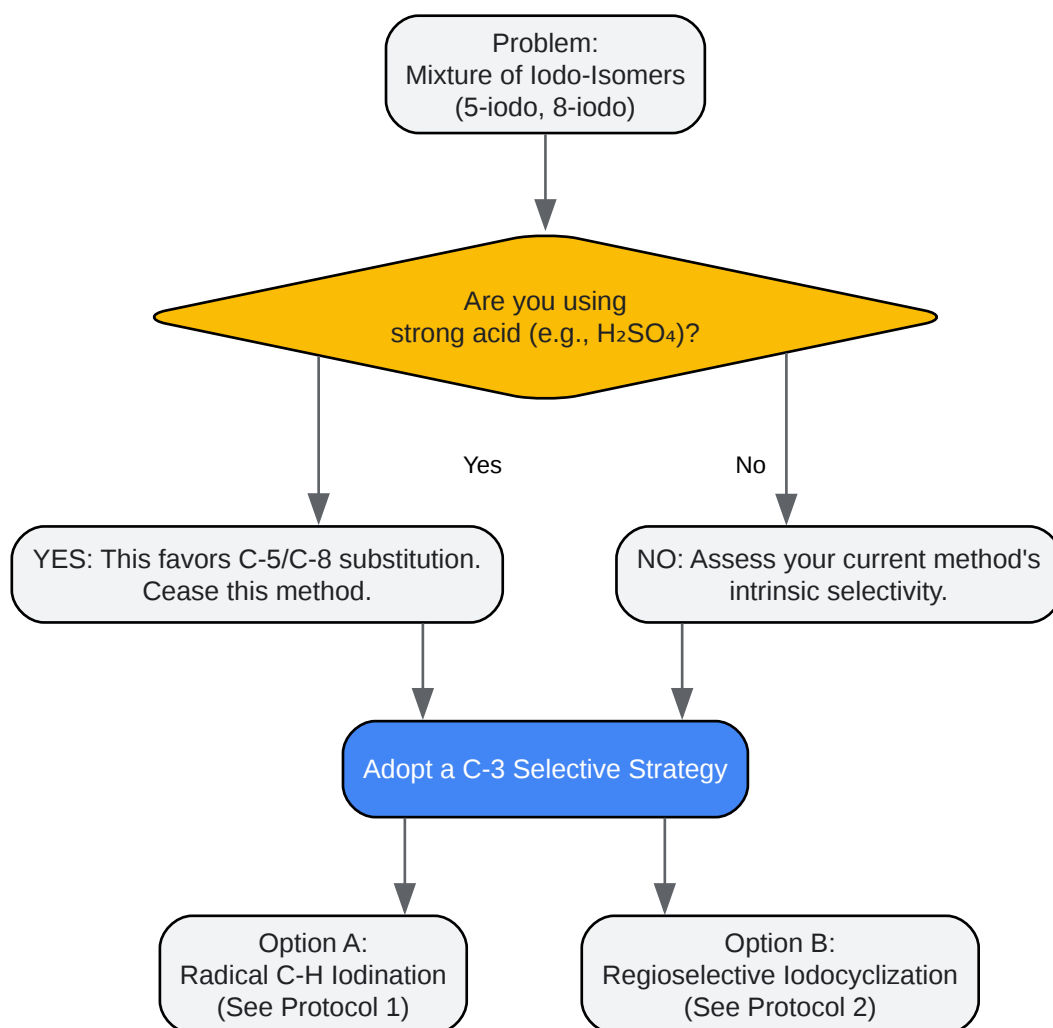 Problem:
Mixture of Iodo-Isomers
(5-iodo, 8-iodo)
Are you using
strong acid (e.g., H₂SO₄)?
Yes
No
YES: This favors C-5/C-8 substitution.
Cease this method.
NO: Assess your current method's
intrinsic selectivity.
Adopt a C-3 Selective Strategy
Option A:
Radical C-H Iodination
(See Protocol 1)
Option B:
Regioselective Iodocyclization
(See Protocol 2)